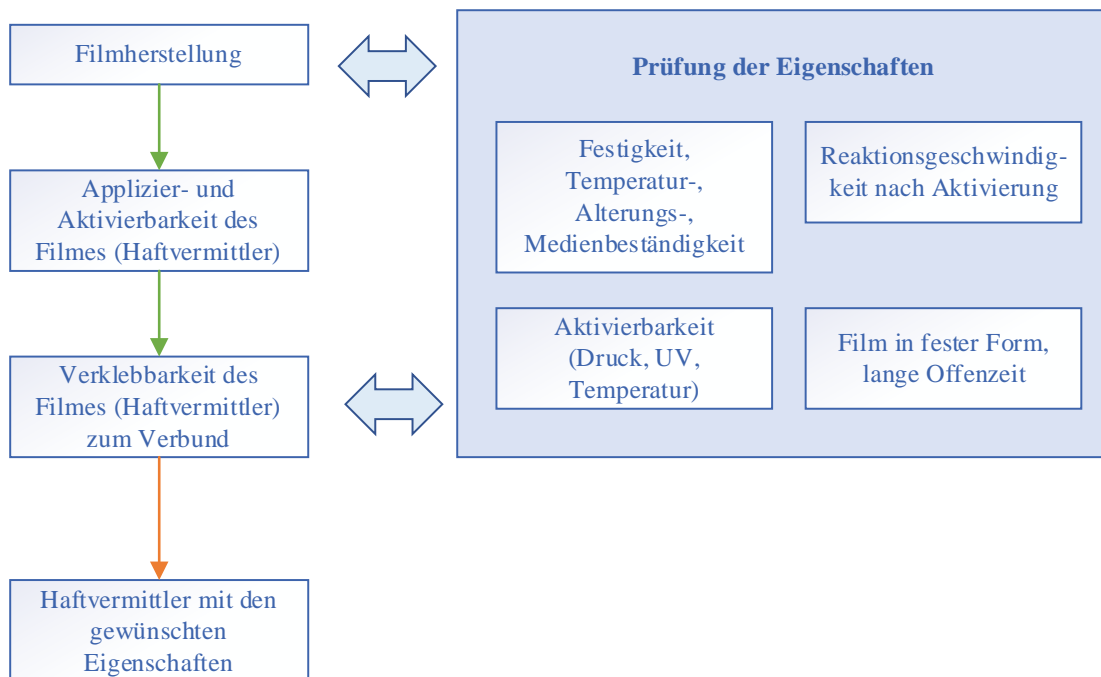 Filmherstellung
Applizier- und
Aktivierbarkeit des
Filmes (Haftvermittler)
Verklebbarkeit des
Filmes (Haftvermittler)
zum Verbund
Haftvermittler mit den
gewünschten
Eigenschaften
Prüfung der Eigenschaften
Festigkeit,
Temperatur-,
Alterungs-,
Medienbeständigkeit
Reaktionsgeschwindig-
keit nach Aktivierung
Aktivierbarkeit
(Druck, UV,
Temperatur)
Film in fester Form,
lange Offenzeit